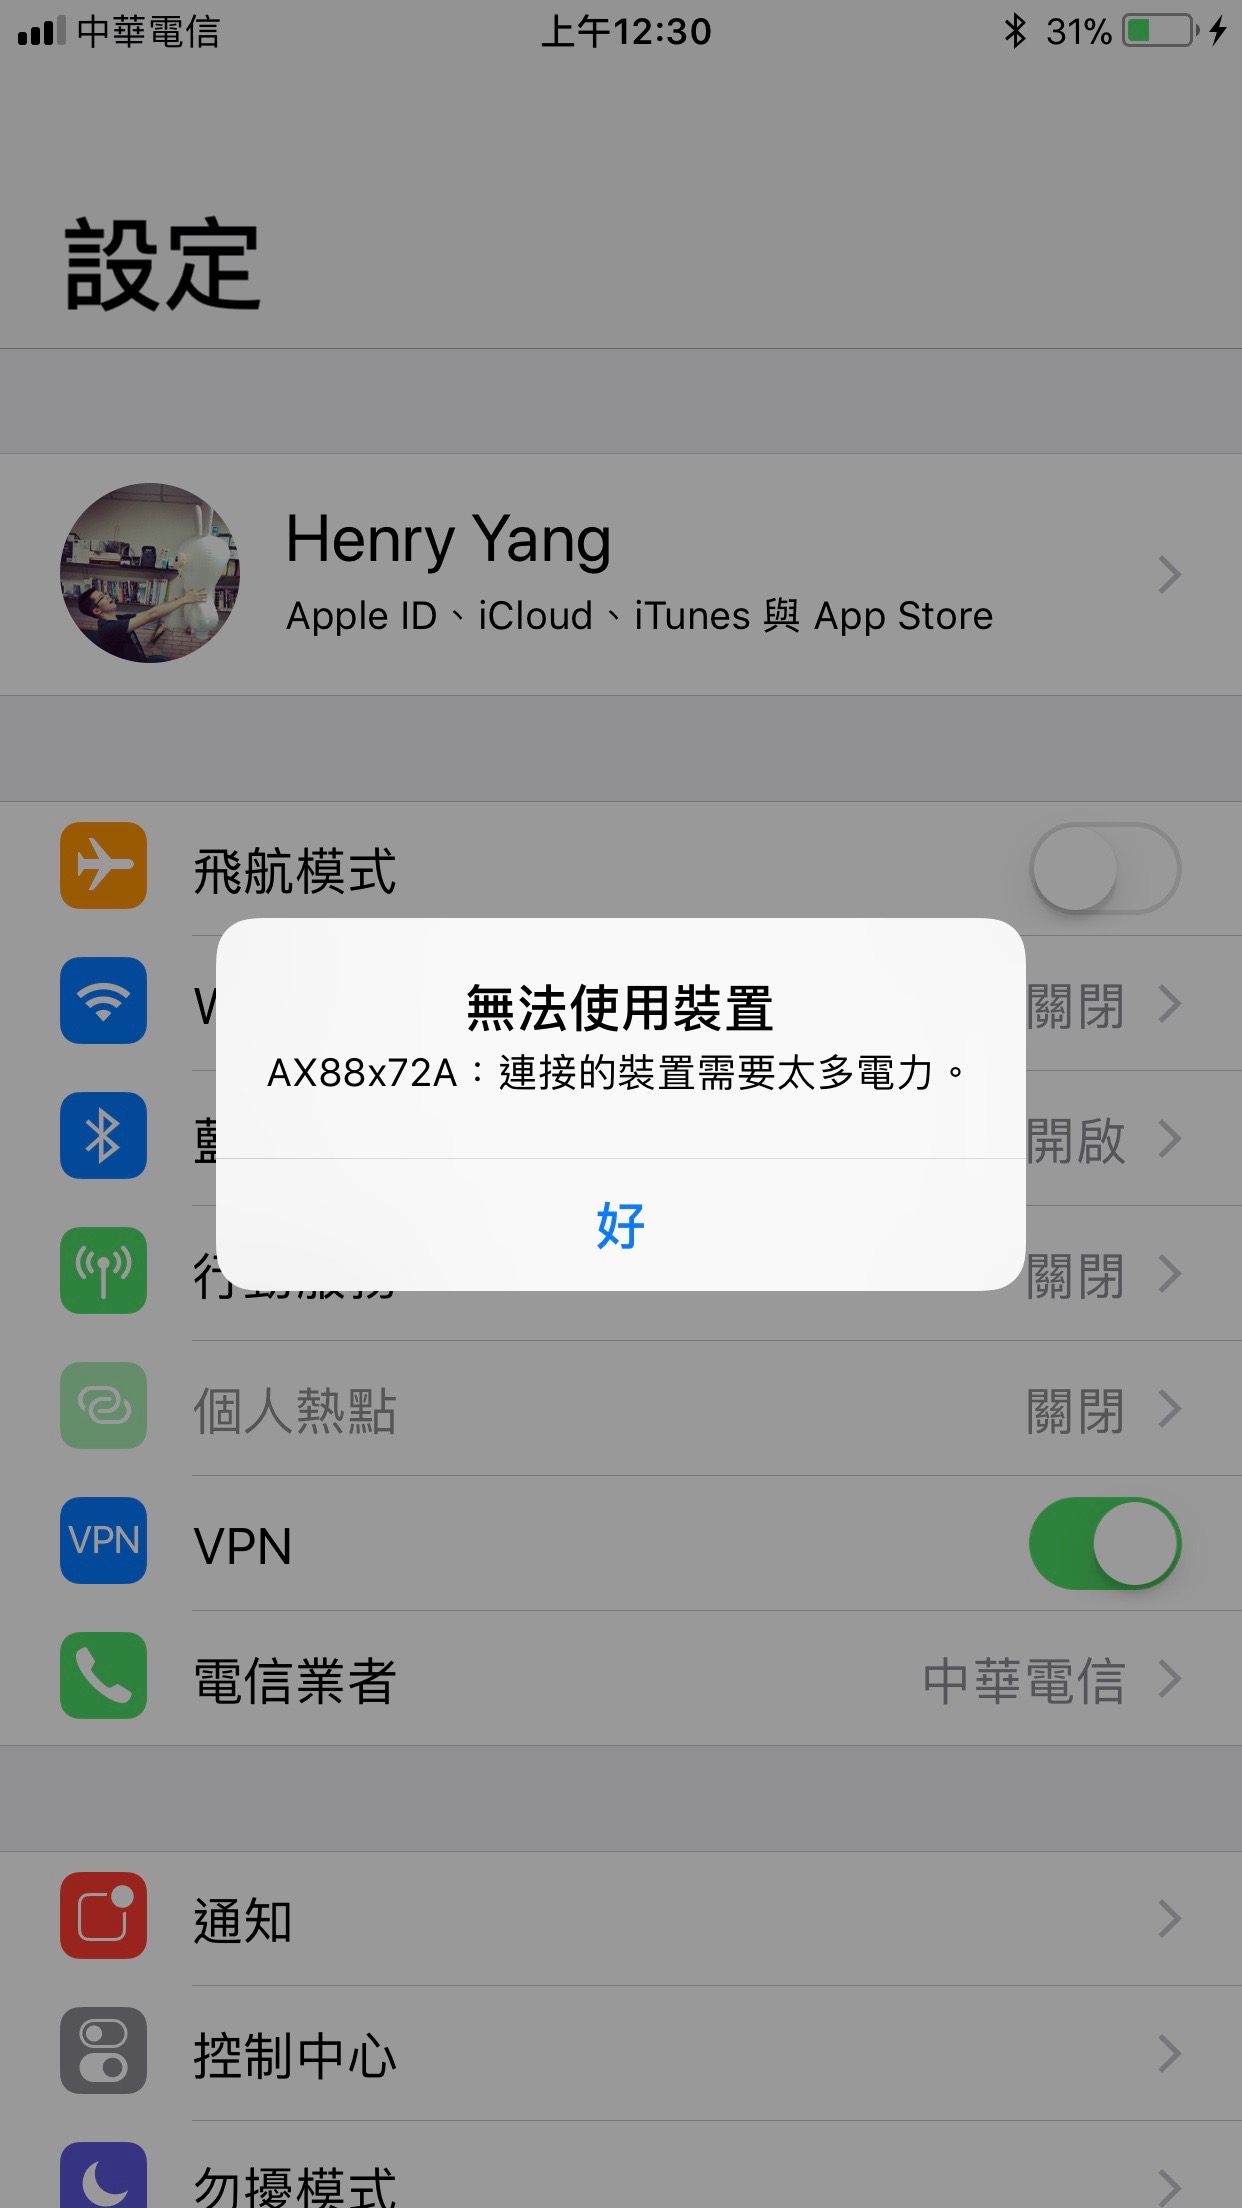 中華電信 上午12:30 31%
設定
Henry Yang
Apple ID、iCloud、iTunes 與 App Store
飛航模式
W 關閉
無法使用裝置
AX88x72A：連接的裝置需要太多電力。
藍 開啟
好
行動服務 關閉
個人熱點 關閉
VPN VPN
電信業者 中華電信
通知
控制中心
勿擾模式